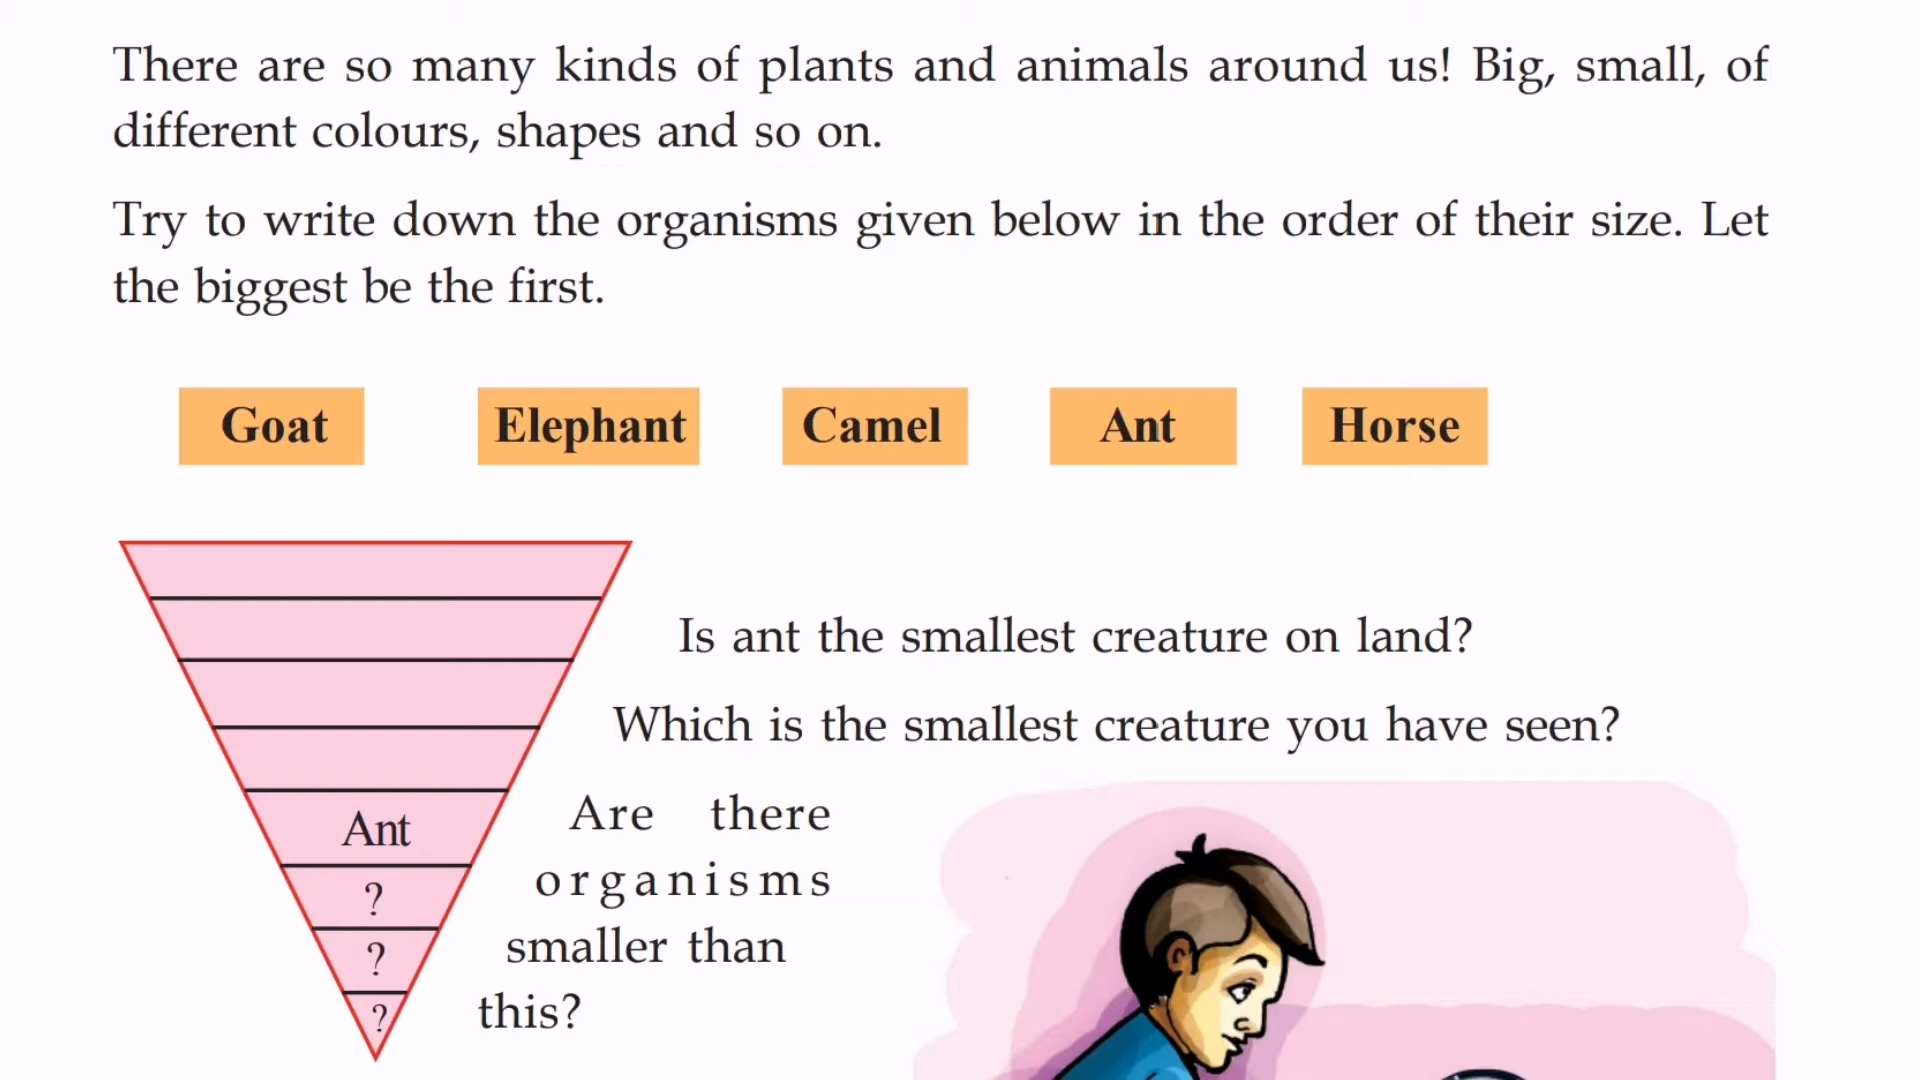 There are so many kinds of plants and animals around us! Big, small, of
different colours, shapes and so on.
Try to write down the organisms given below in the order of their size. Let
the biggest be the first.
Goat Elephant Camel Ant Horse
Is ant the smallest creature on land?
Which is the smallest creature you have seen?
Are there
organisms
smaller than
this?
Ant
?
?
?